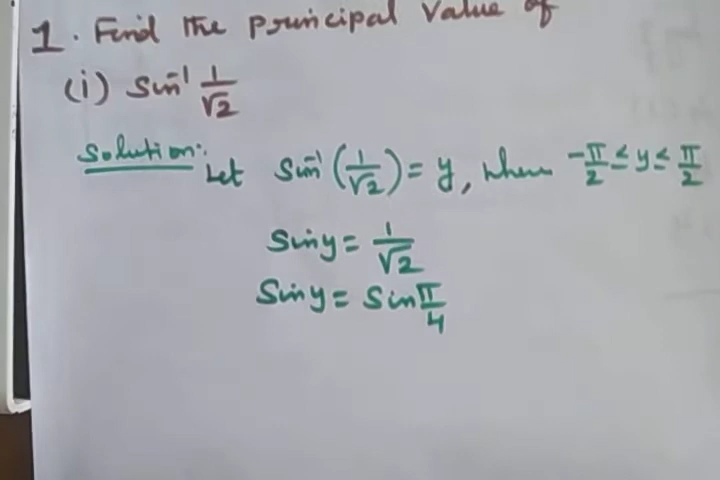 1. Find the principal value of
(i) Sin⁻¹ 1/√2
Solution:
Let Sin⁻¹(1/√2) = y, where -π/2 ≤ y ≤ π/2
Sin y = 1/√2
Sin y = Sin π/4